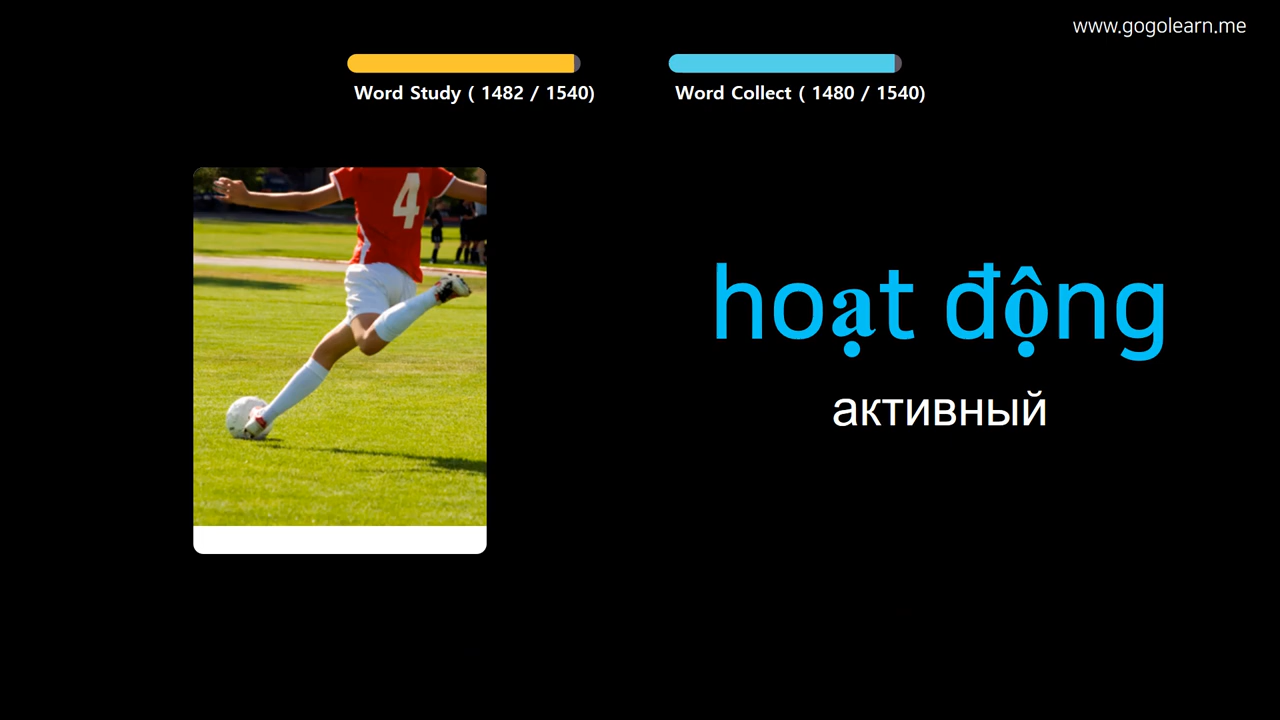 www.gogolearn.me
Word Study ( 1482 / 1540)
Word Collect ( 1480 / 1540)
4
hoạt động
активный